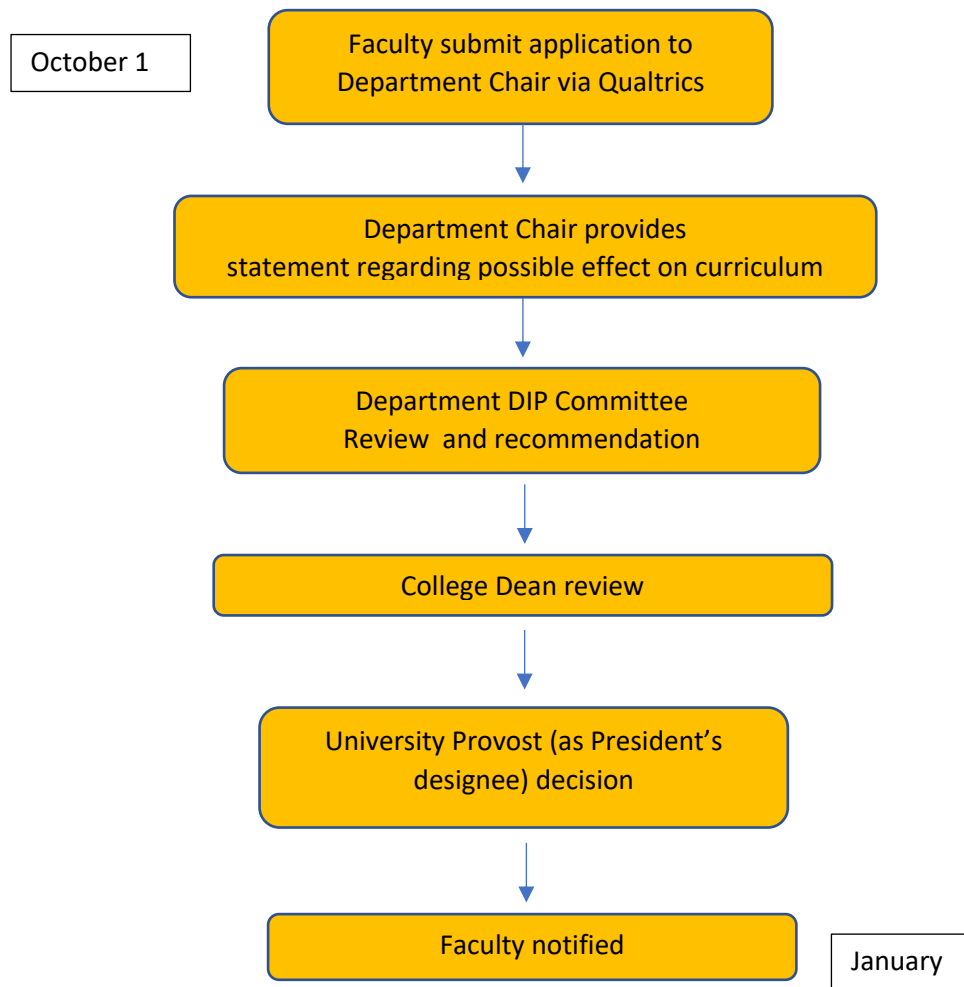 October 1
Faculty submit application to
Department Chair via Qualtrics
Department Chair provides
statement regarding possible effect on curriculum
Department DIP Committee
Review  and recommendation
College Dean review
University Provost (as President’s
designee) decision
Faculty notified
January